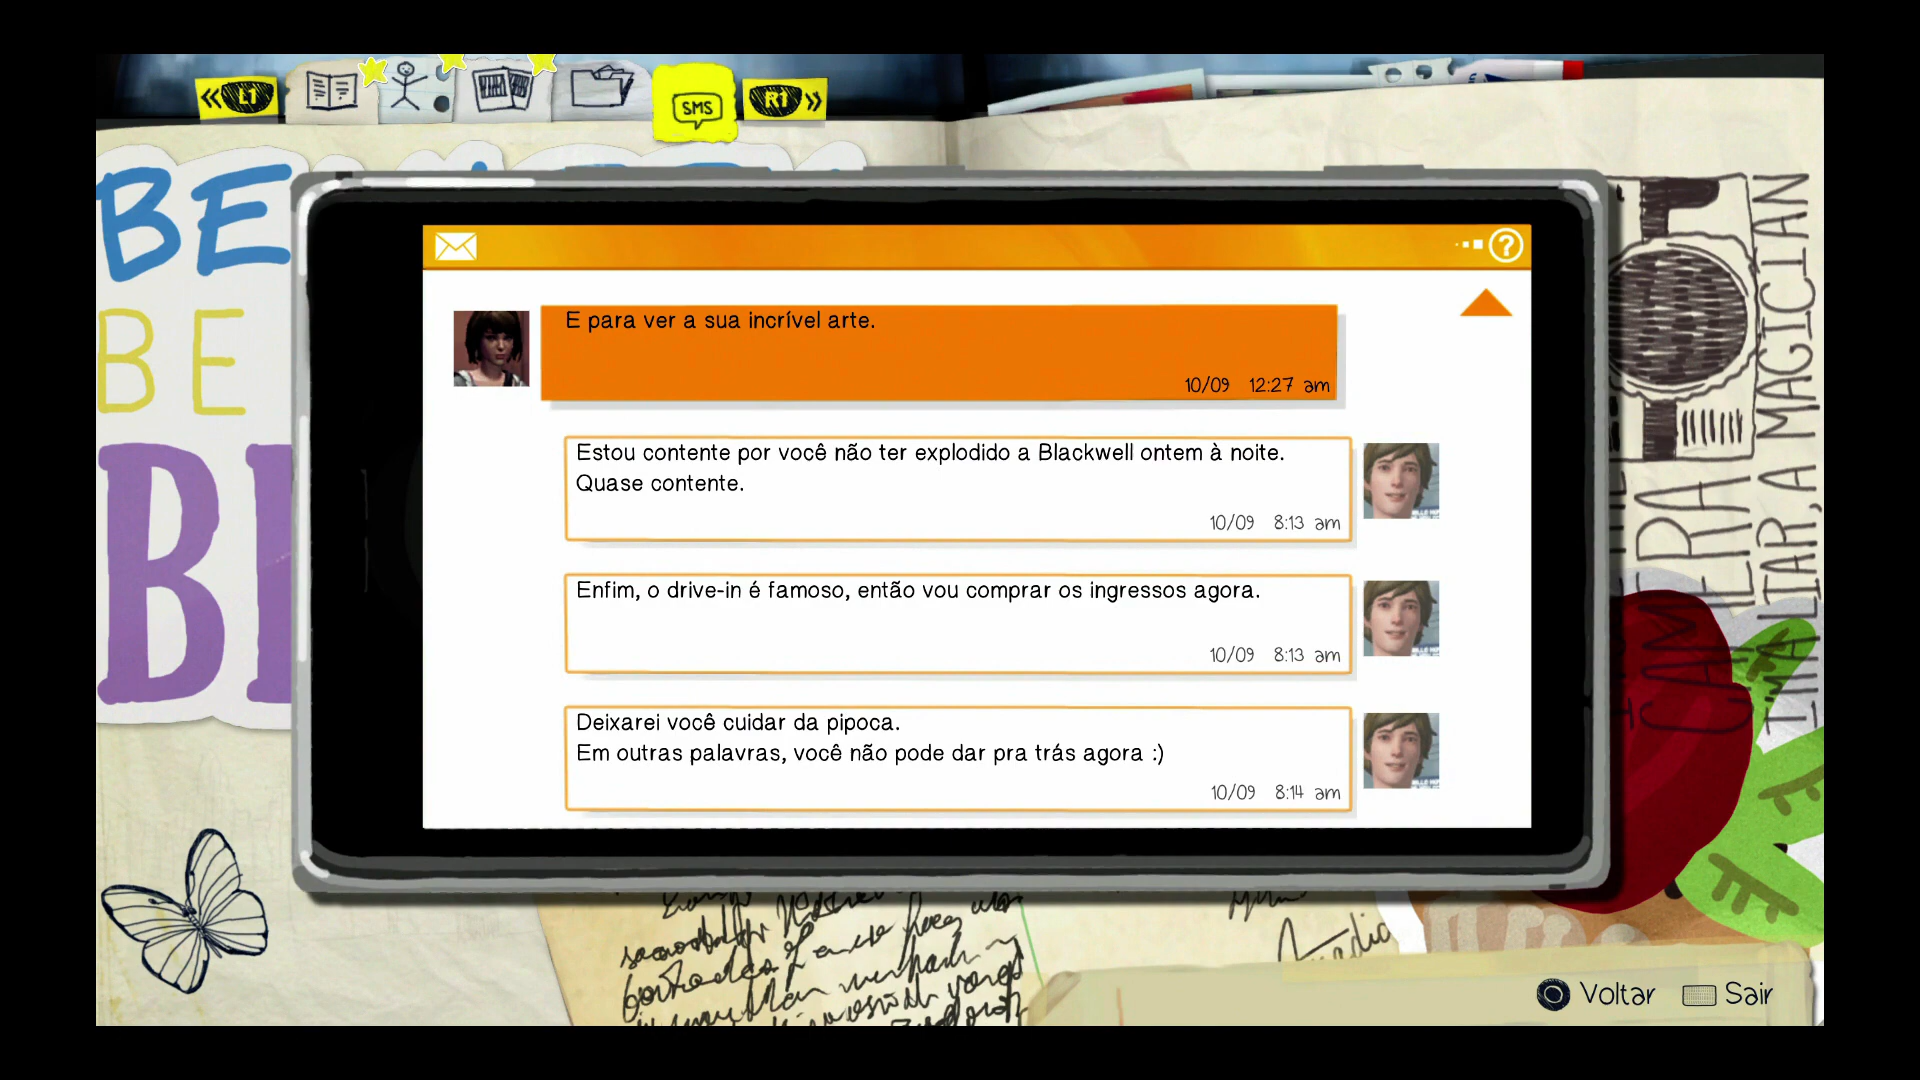 L1
SMS
R1
BE
BE
E para ver a sua incrível arte.
10/09 12:27 am
Estou contente por você não ter explodido a Blackwell ontem à noite.
Quase contente.
10/09 8:13 am
Enfim, o drive-in é famoso, então vou comprar os ingressos agora.
10/09 8:13 am
Deixarei você cuidar da pipoca.
Em outras palavras, você não pode dar pra trás agora :)
10/09 8:14 am
CAMERA
LIAR, A MAGICIAN
Voltar
Sair